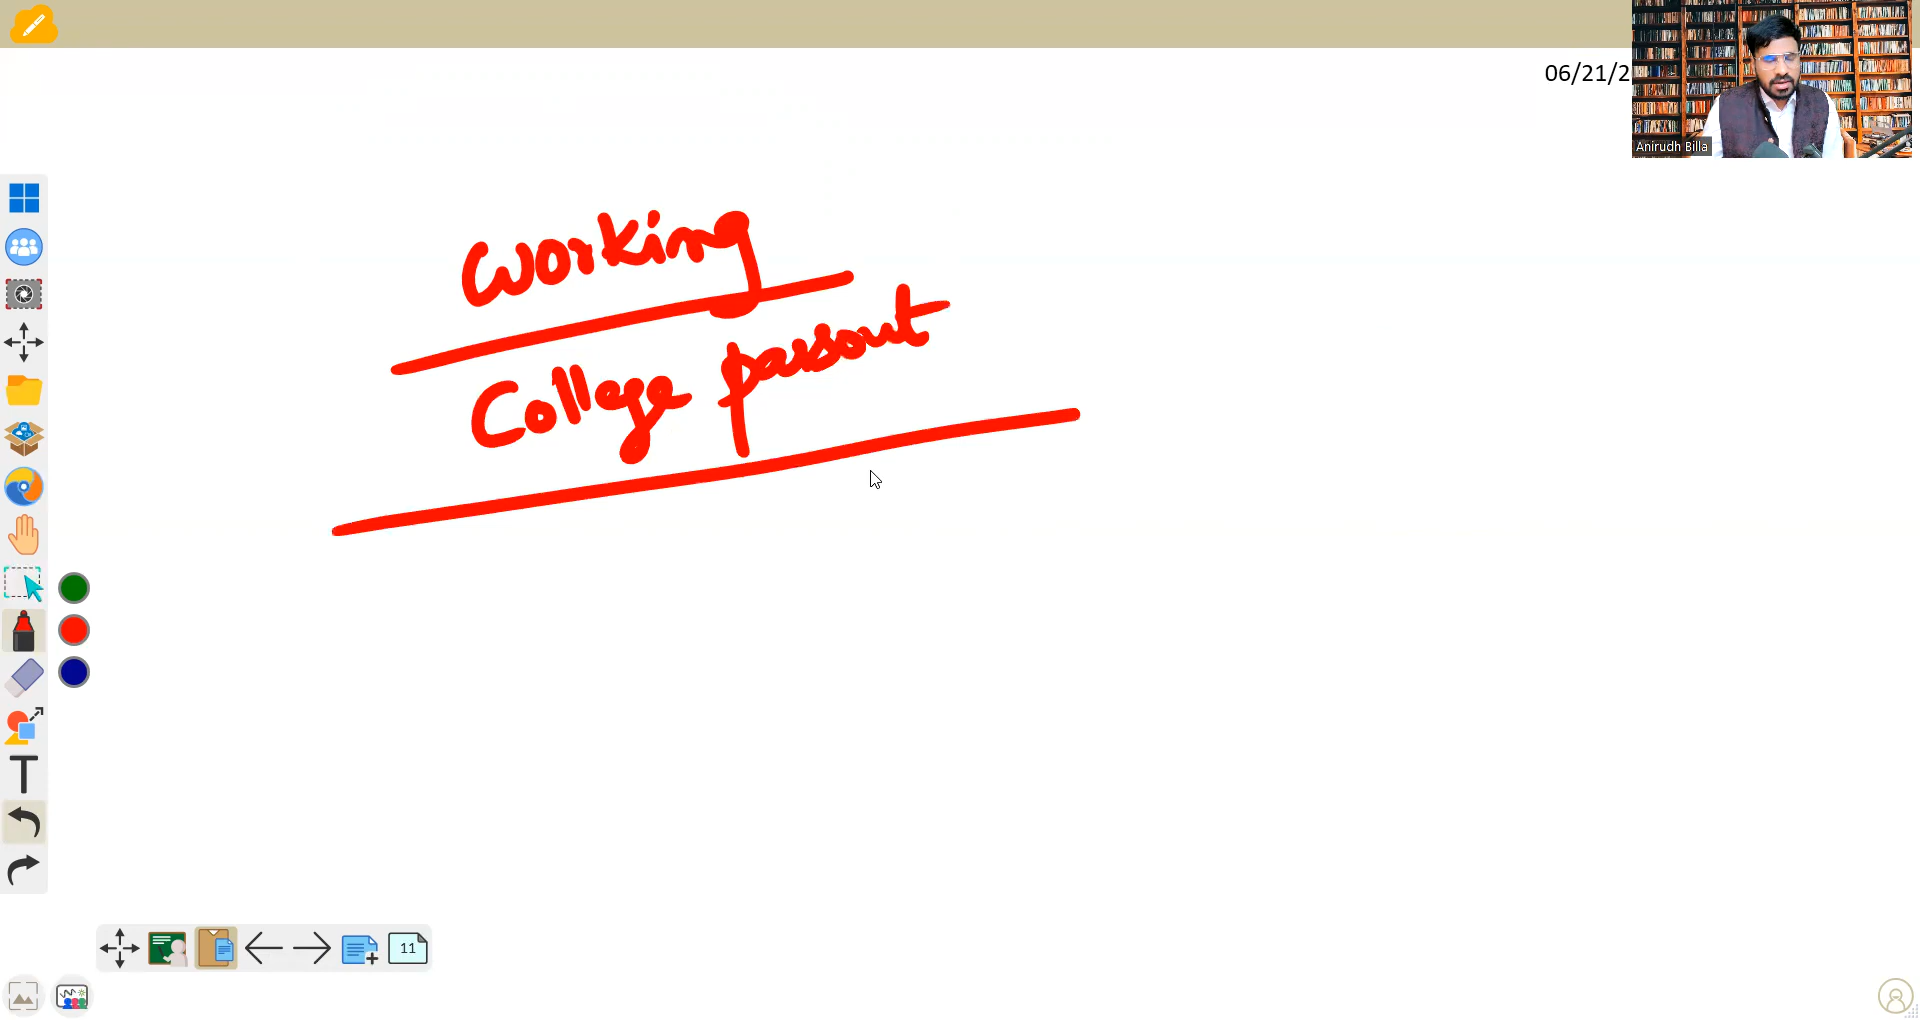 06/21/2
Anirudh Billa
Working
College passout
T
11